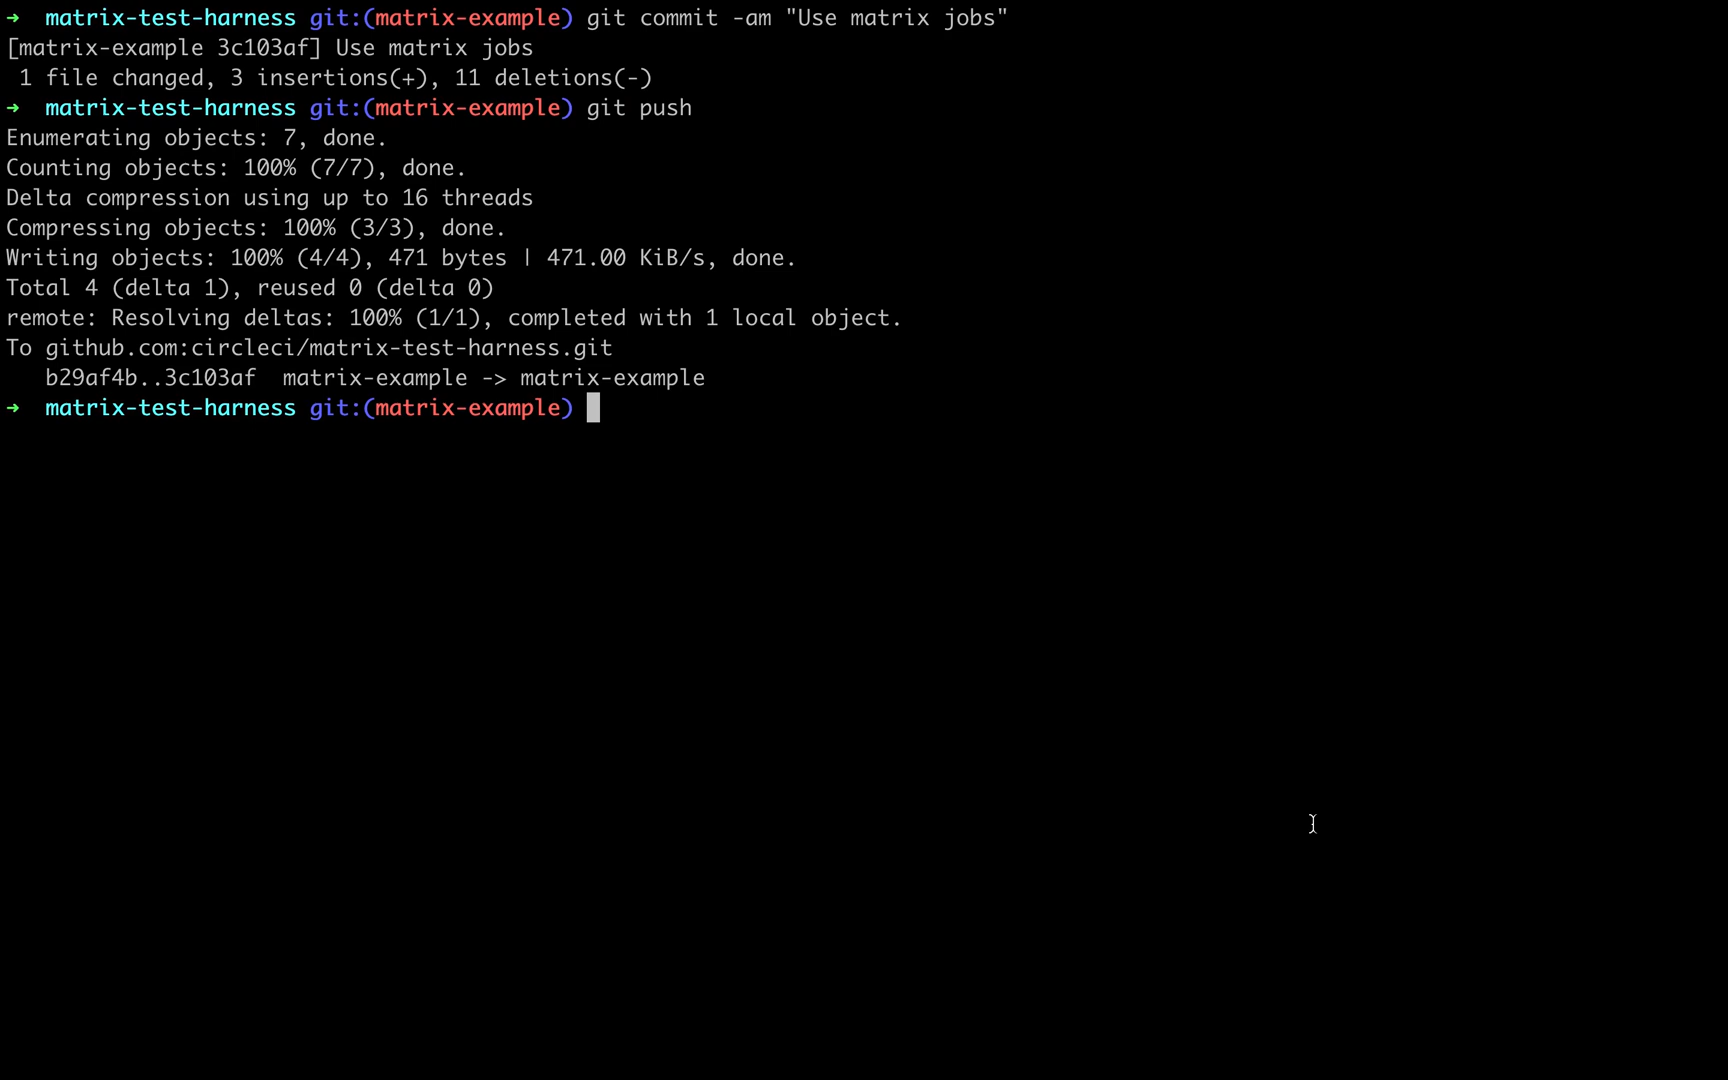 ➜  matrix-test-harness git:(matrix-example) git commit -am "Use matrix jobs"
[matrix-example 3c103af] Use matrix jobs
 1 file changed, 3 insertions(+), 11 deletions(-)
➜  matrix-test-harness git:(matrix-example) git push
Enumerating objects: 7, done.
Counting objects: 100% (7/7), done.
Delta compression using up to 16 threads
Compressing objects: 100% (3/3), done.
Writing objects: 100% (4/4), 471 bytes | 471.00 KiB/s, done.
Total 4 (delta 1), reused 0 (delta 0)
remote: Resolving deltas: 100% (1/1), completed with 1 local object.
To github.com:circleci/matrix-test-harness.git
   b29af4b..3c103af  matrix-example -> matrix-example
➜  matrix-test-harness git:(matrix-example)